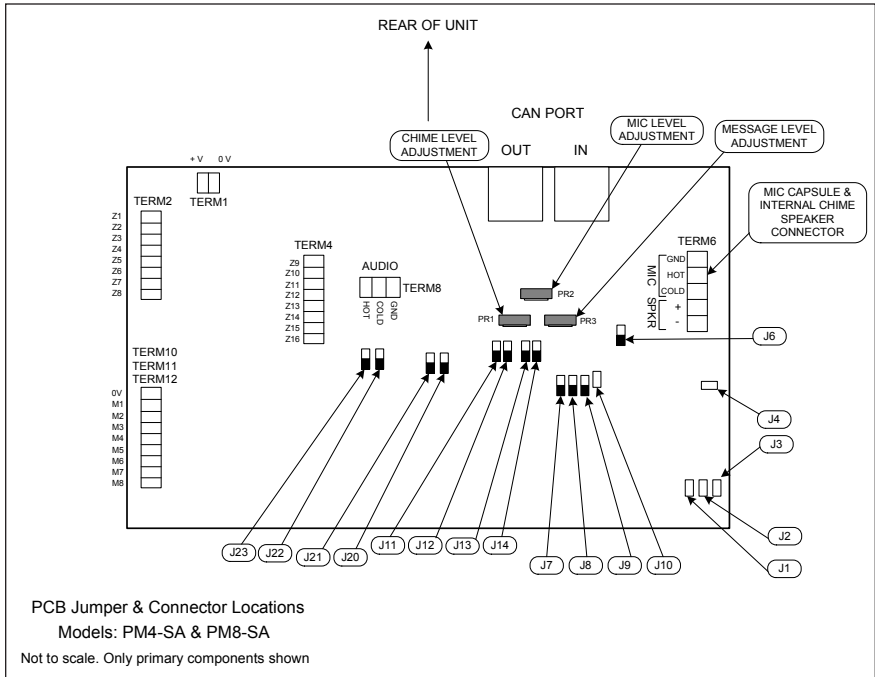 REAR OF UNIT
CAN PORT
OUT
IN
CHIME LEVEL
ADJUSTMENT
MIC LEVEL
ADJUSTMENT
MESSAGE LEVEL
ADJUSTMENT
MIC CAPSULE &
INTERNAL CHIME
SPEAKER
CONNECTOR
+ V
0 V
TERM1
TERM2
Z1
Z2
Z3
Z4
Z5
Z6
Z7
Z8
TERM4
Z9
Z10
Z11
Z12
Z13
Z14
Z15
Z16
AUDIO
TERM8
HOT
COLD
GND
PR1
PR2
PR3
TERM6
MIC
GND
HOT
COLD
SPKR
+
-
J6
J4
J3
J2
J1
TERM10
TERM11
TERM12
0V
M1
M2
M3
M4
M5
M6
M7
M8
J23
J22
J21
J20
J11
J12
J13
J14
J7
J8
J9
J10
PCB Jumper & Connector Locations
Models: PM4-SA & PM8-SA
Not to scale. Only primary components shown